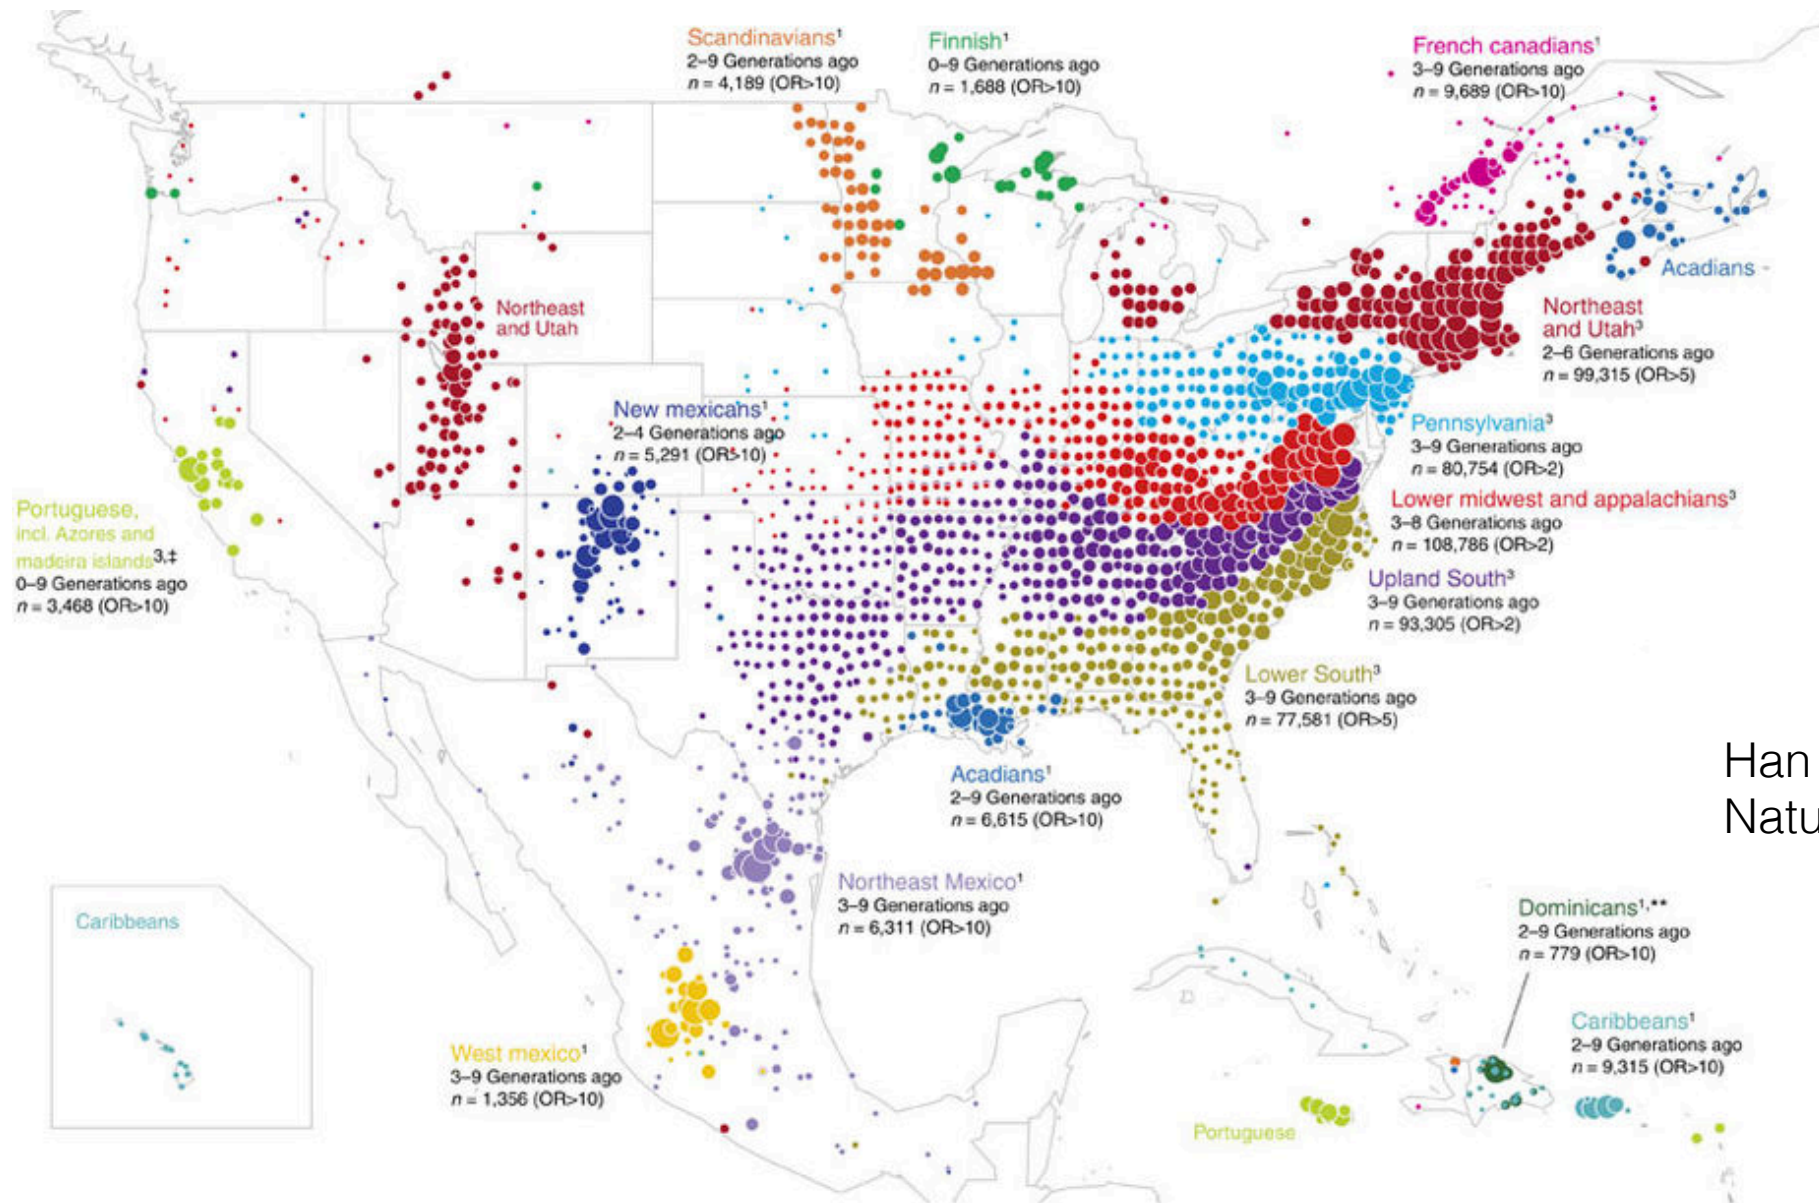 Scandinavians¹
2–9 Generations ago
n = 4,189 (OR>10)
Finnish¹
0–9 Generations ago
n = 1,688 (OR>10)
French canadians¹
3–9 Generations ago
n = 9,689 (OR>10)
Acadians
Northeast
and Utah
Northeast
and Utah³
2–6 Generations ago
n = 99,315 (OR>5)
New mexicans¹
2–4 Generations ago
n = 5,291 (OR>10)
Pennsylvania³
3–9 Generations ago
n = 80,754 (OR>2)
Portuguese,
incl. Azores and
madeira islands³,‡
0–9 Generations ago
n = 3,468 (OR>10)
Lower midwest and appalachians³
3–8 Generations ago
n = 108,786 (OR>2)
Upland South³
3–9 Generations ago
n = 93,305 (OR>2)
Lower South³
3–9 Generations ago
n = 77,581 (OR>5)
Han
Natu
Acadians¹
2–9 Generations ago
n = 6,615 (OR>10)
Northeast Mexico¹
3–9 Generations ago
n = 6,311 (OR>10)
Caribbeans
Dominicans¹,**
2–9 Generations ago
n = 779 (OR>10)
West mexico¹
3–9 Generations ago
n = 1,356 (OR>10)
Caribbeans¹
2–9 Generations ago
n = 9,315 (OR>10)
Portuguese